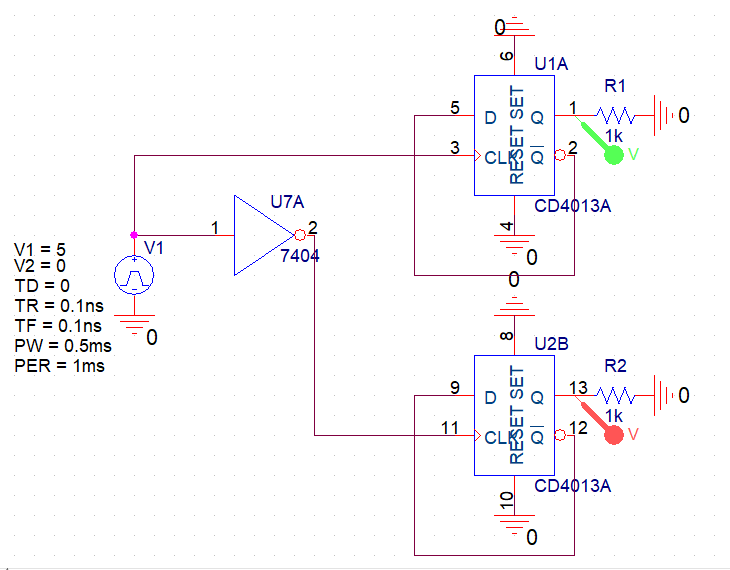 0
6
U1A
R1
5
D
SET
Q
1
0
1k
3
CLK
Q
2
V
RESET
U7A
CD4013A
1
2
4
V1
7404
0
V1 = 5
V2 = 0
TD = 0
TR = 0.1ns
TF = 0.1ns
PW = 0.5ms
PER = 1ms
0
0
8
U2B
R2
9
D
SET
Q
13
0
1k
11
CLK
Q
12
V
RESET
CD4013A
10
0